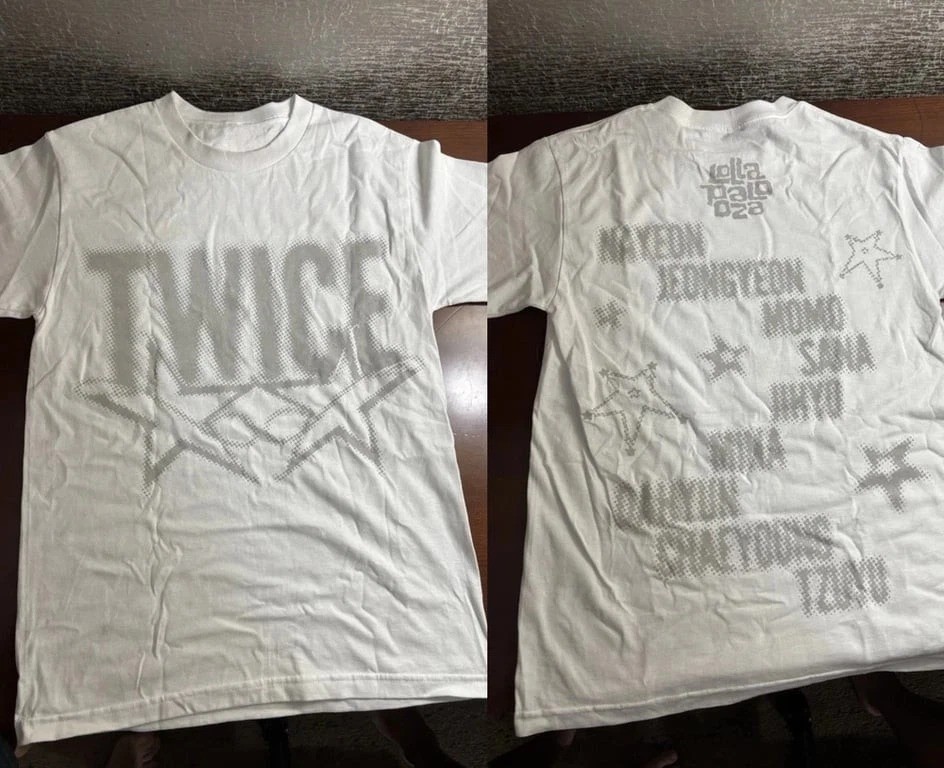 TWICE
lolla
palo
oza
NAYEON
JEONGYEON
MOMO
SANA
JIHYO
MINA
DAHYUN
CHAEYOUNG
TZUYU